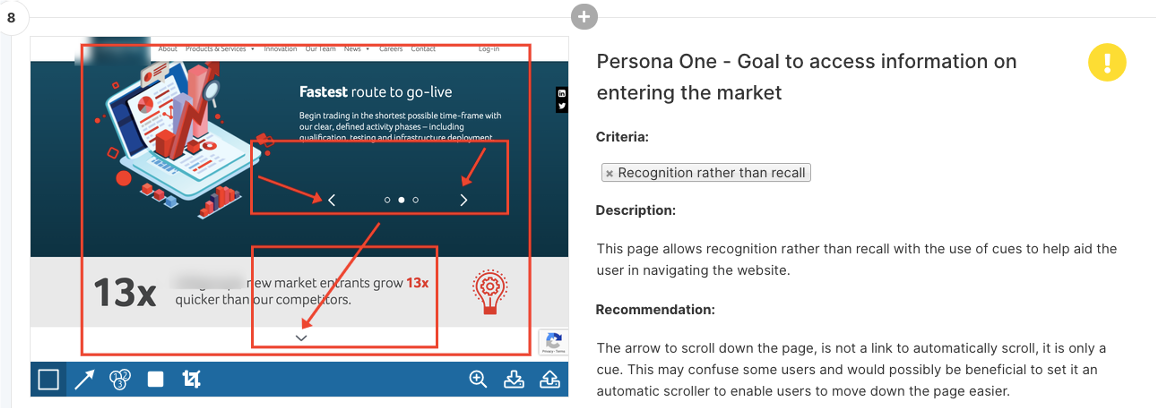 8
About Products & Services Innovation Our Team News Careers Contact Log-in
Fastest route to go-live
Begin trading in the shortest possible time-frame with
our clear, defined activity phases – including
qualification, testing and infrastructure deployment
13x
new market entrants grow 13x
quicker than our competitors.
Privacy - Terms
1 2 3
Persona One - Goal to access information on
entering the market
!
Criteria:
× Recognition rather than recall
Description:
This page allows recognition rather than recall with the use of cues to help aid the
user in navigating the website.
Recommendation:
The arrow to scroll down the page, is not a link to automatically scroll, it is only a
cue. This may confuse some users and would possibly be beneficial to set it an
automatic scroller to enable users to move down the page easier.